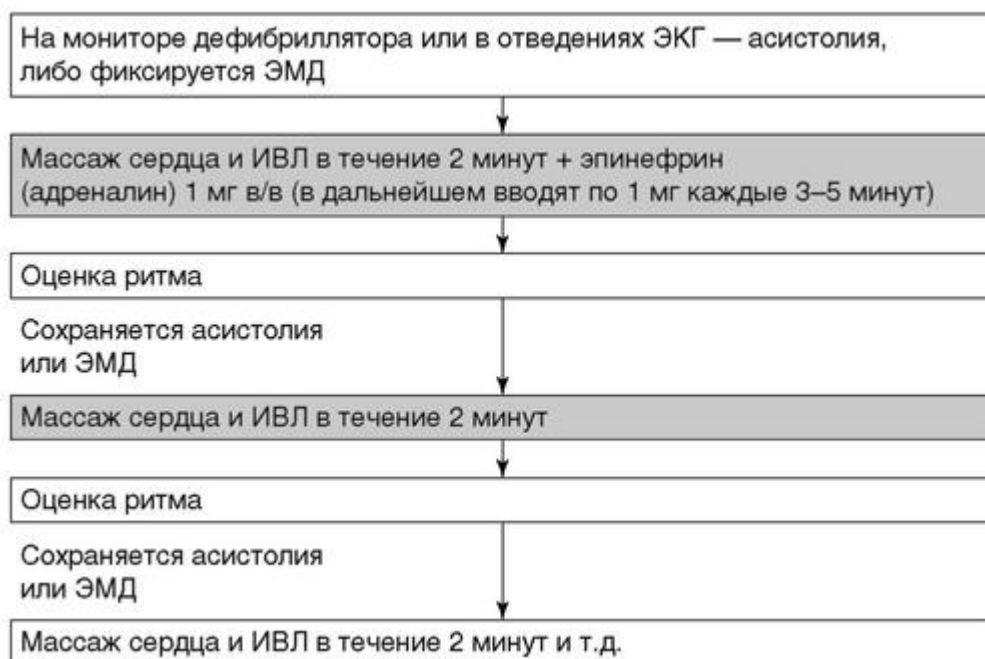 На мониторе дефибриллятора или в отведениях ЭКГ — асистолия,
либо фиксируется ЭМД
Массаж сердца и ИВЛ в течение 2 минут + эпинефрин
(адреналин) 1 мг в/в (в дальнейшем вводят по 1 мг каждые 3–5 минут)
Оценка ритма
Сохраняется асистолия
или ЭМД
Массаж сердца и ИВЛ в течение 2 минут
Оценка ритма
Сохраняется асистолия
или ЭМД
Массаж сердца и ИВЛ в течение 2 минут и т.д.